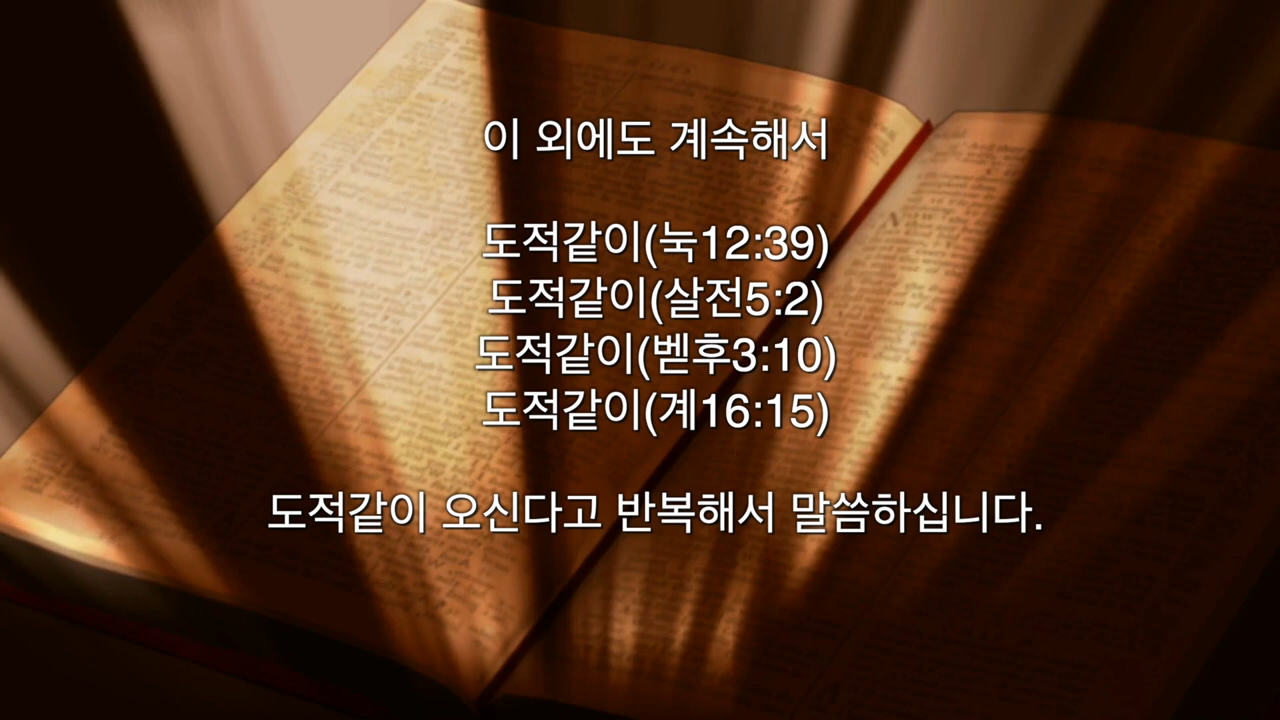 이 외에도 계속해서
도적같이(눅12:39)
도적같이(살전5:2)
도적같이(벧후3:10)
도적같이(계16:15)
도적같이 오신다고 반복해서 말씀하십니다.